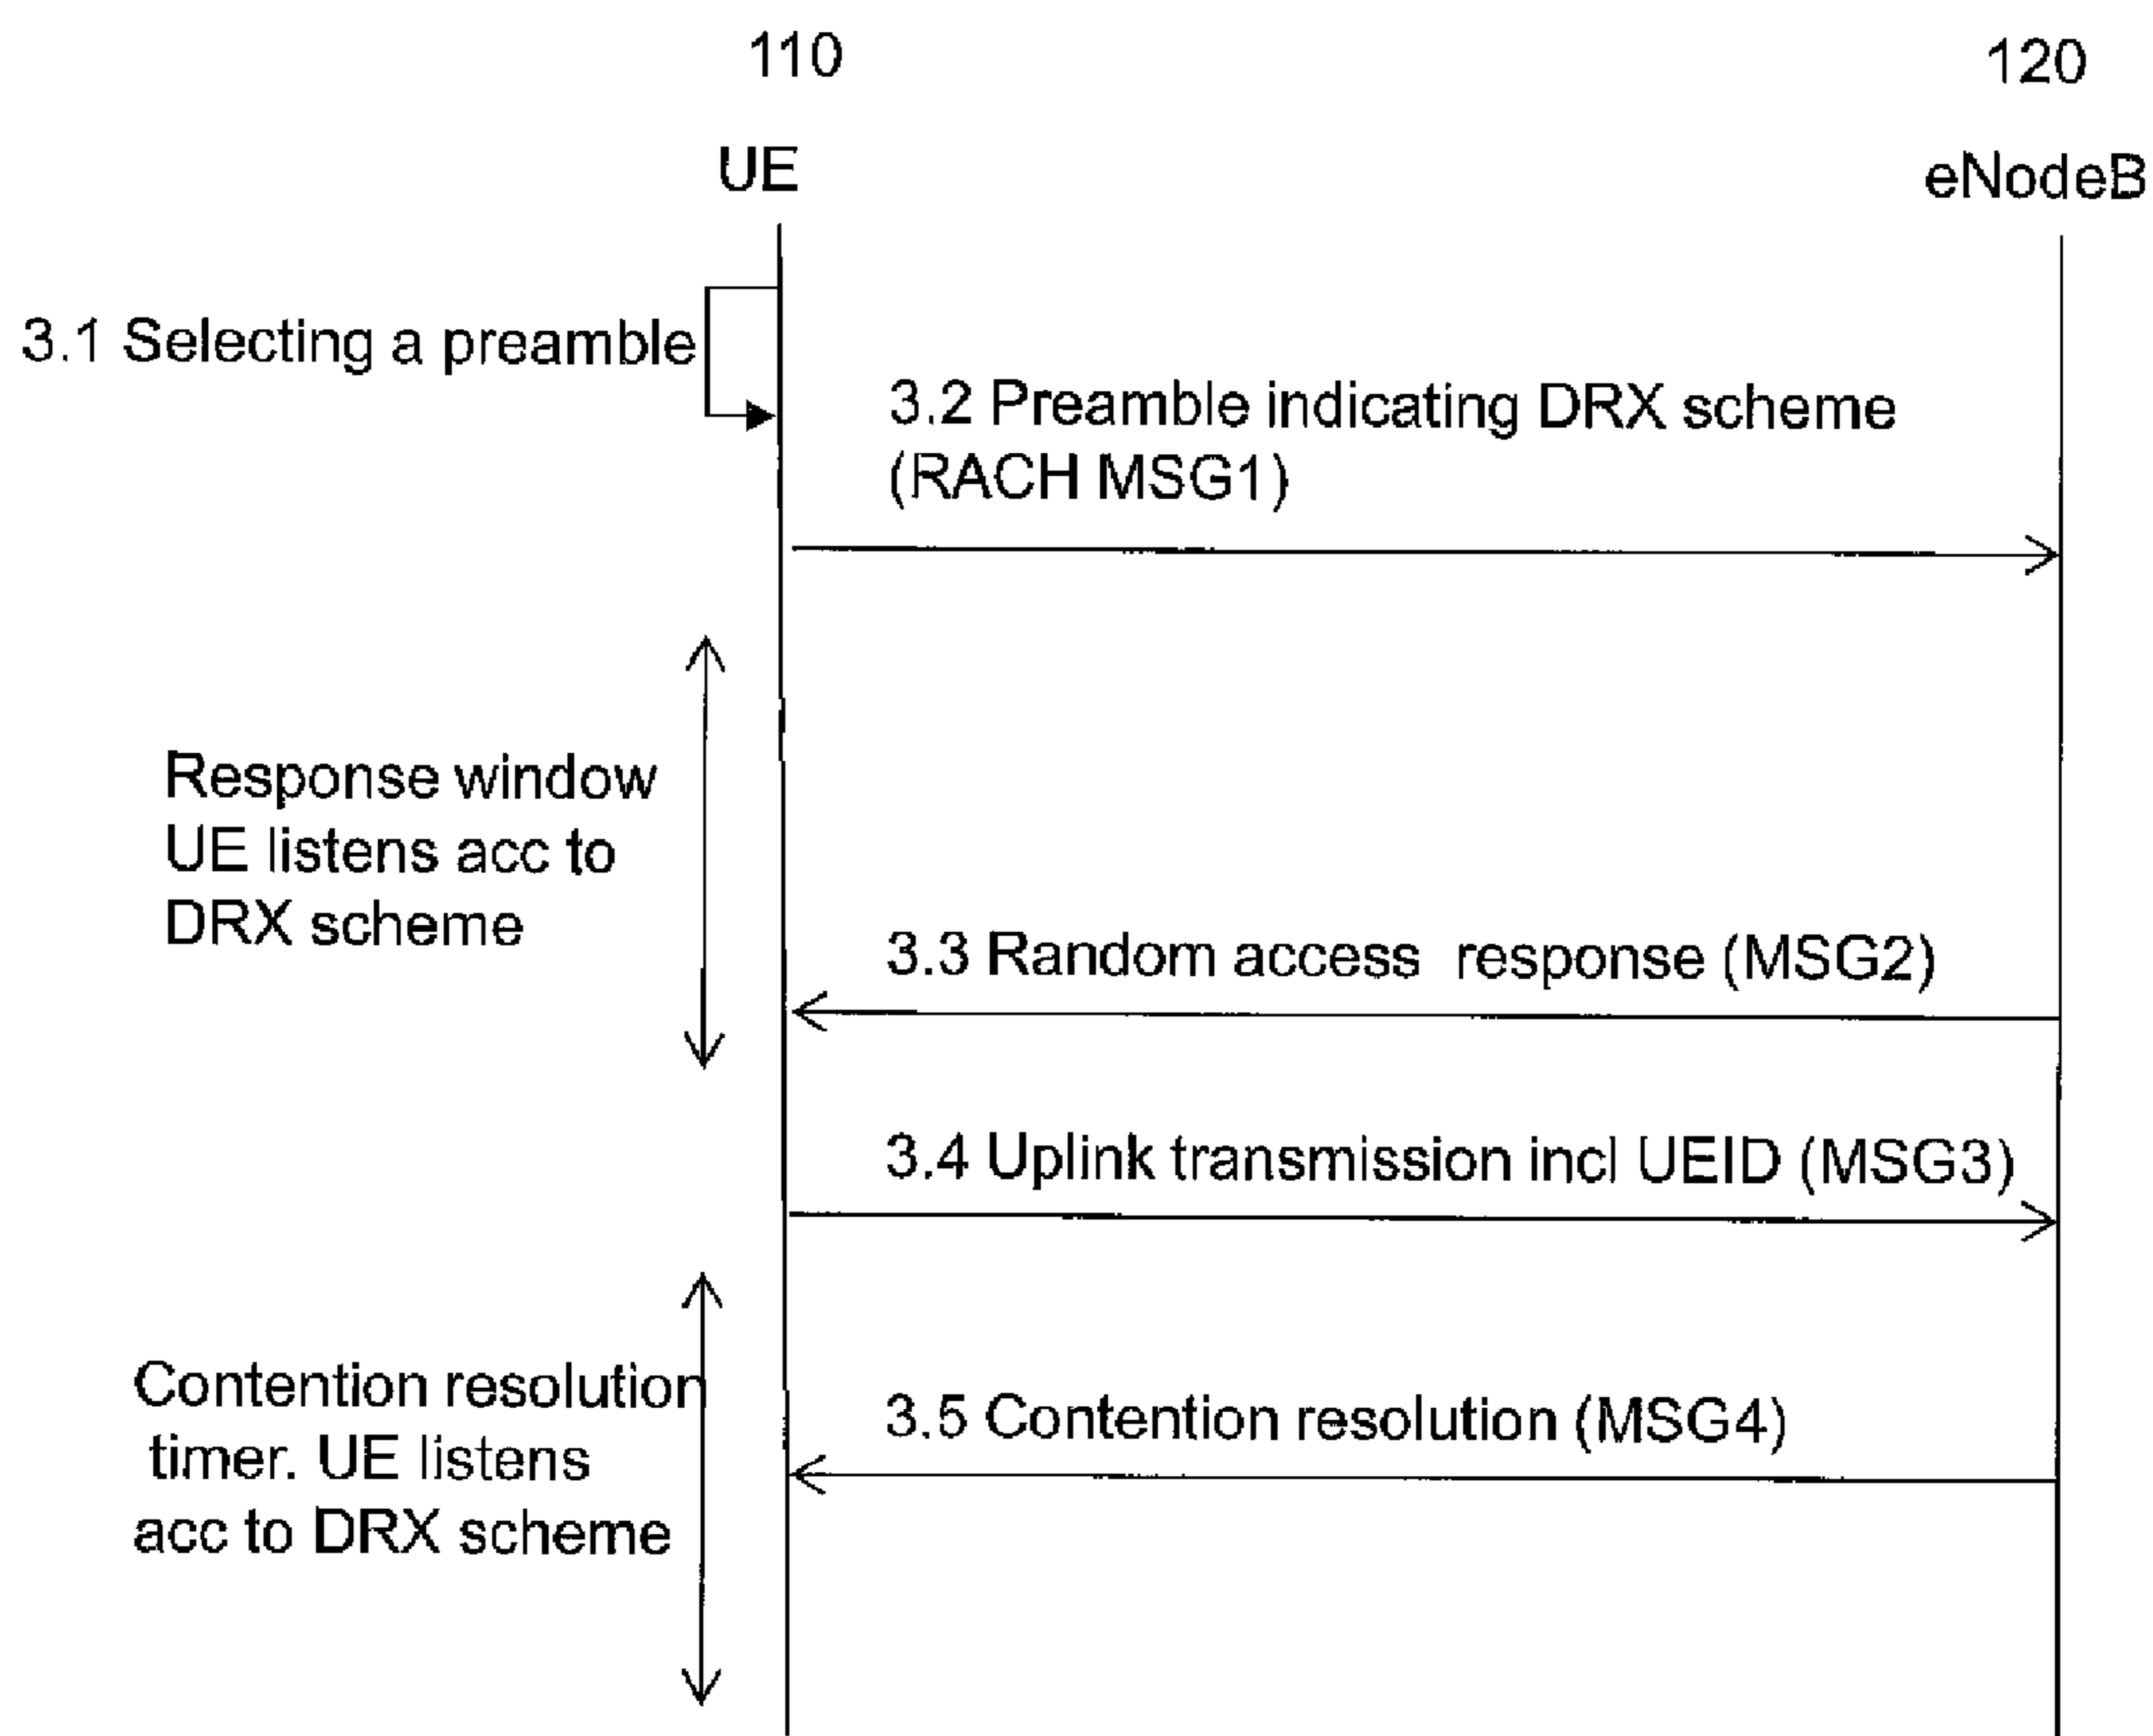 110
120
UE
eNodeB
3.1 Selecting a preamble
3.2 Preamble indicating DRX scheme
(RACH MSG1)
Response window
UE listens acc to
DRX scheme
3.3 Random access response (MSG2)
3.4 Uplink transmission incl UEID (MSG3)
Contention resolution
timer. UE listens
acc to DRX scheme
3.5 Contention resolution (MSG4)